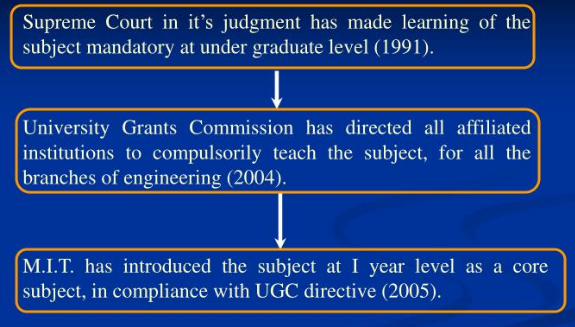 Supreme Court in it's judgment has made learning of the
subject mandatory at under graduate level (1991).
University Grants Commission has directed all affiliated
institutions to compulsorily teach the subject, for all the
branches of engineering (2004).
M.I.T. has introduced the subject at I year level as a core
subject, in compliance with UGC directive (2005).